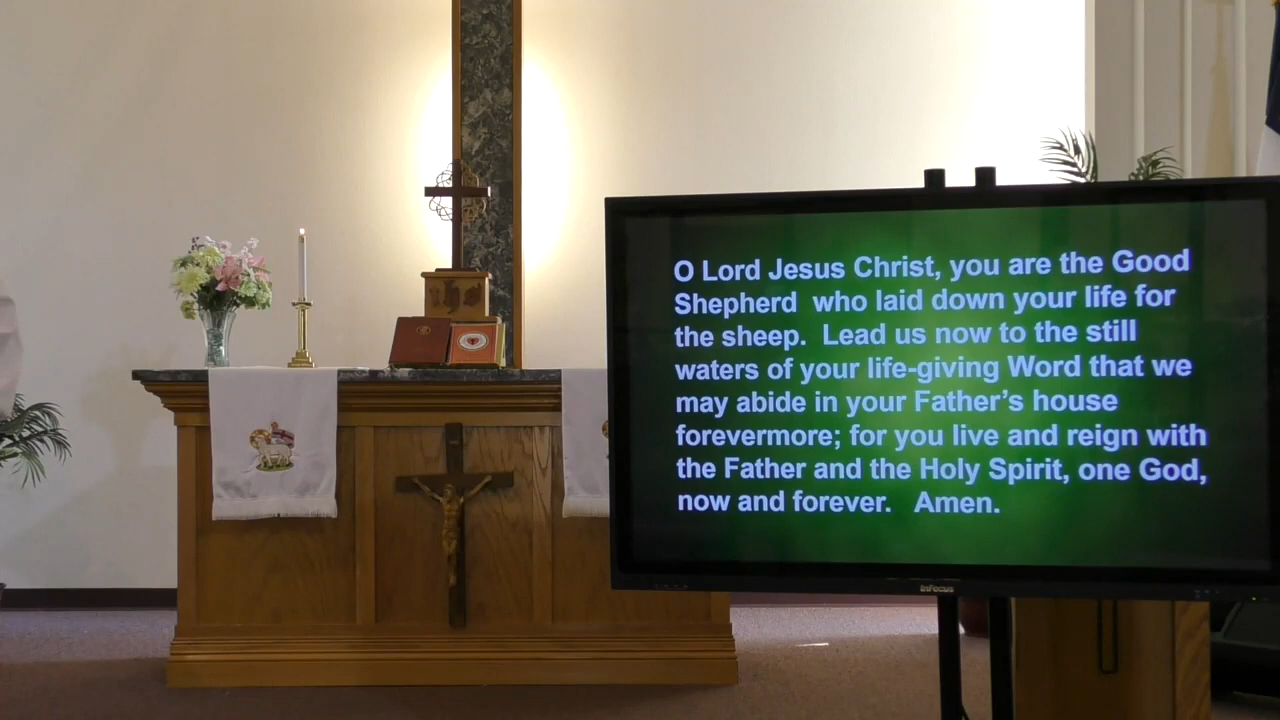 O Lord Jesus Christ, you are the Good
Shepherd who laid down your life for
the sheep. Lead us now to the still
waters of your life-giving Word that we
may abide in your Father’s house
forevermore; for you live and reign with
the Father and the Holy Spirit, one God,
now and forever. Amen.
InFocus